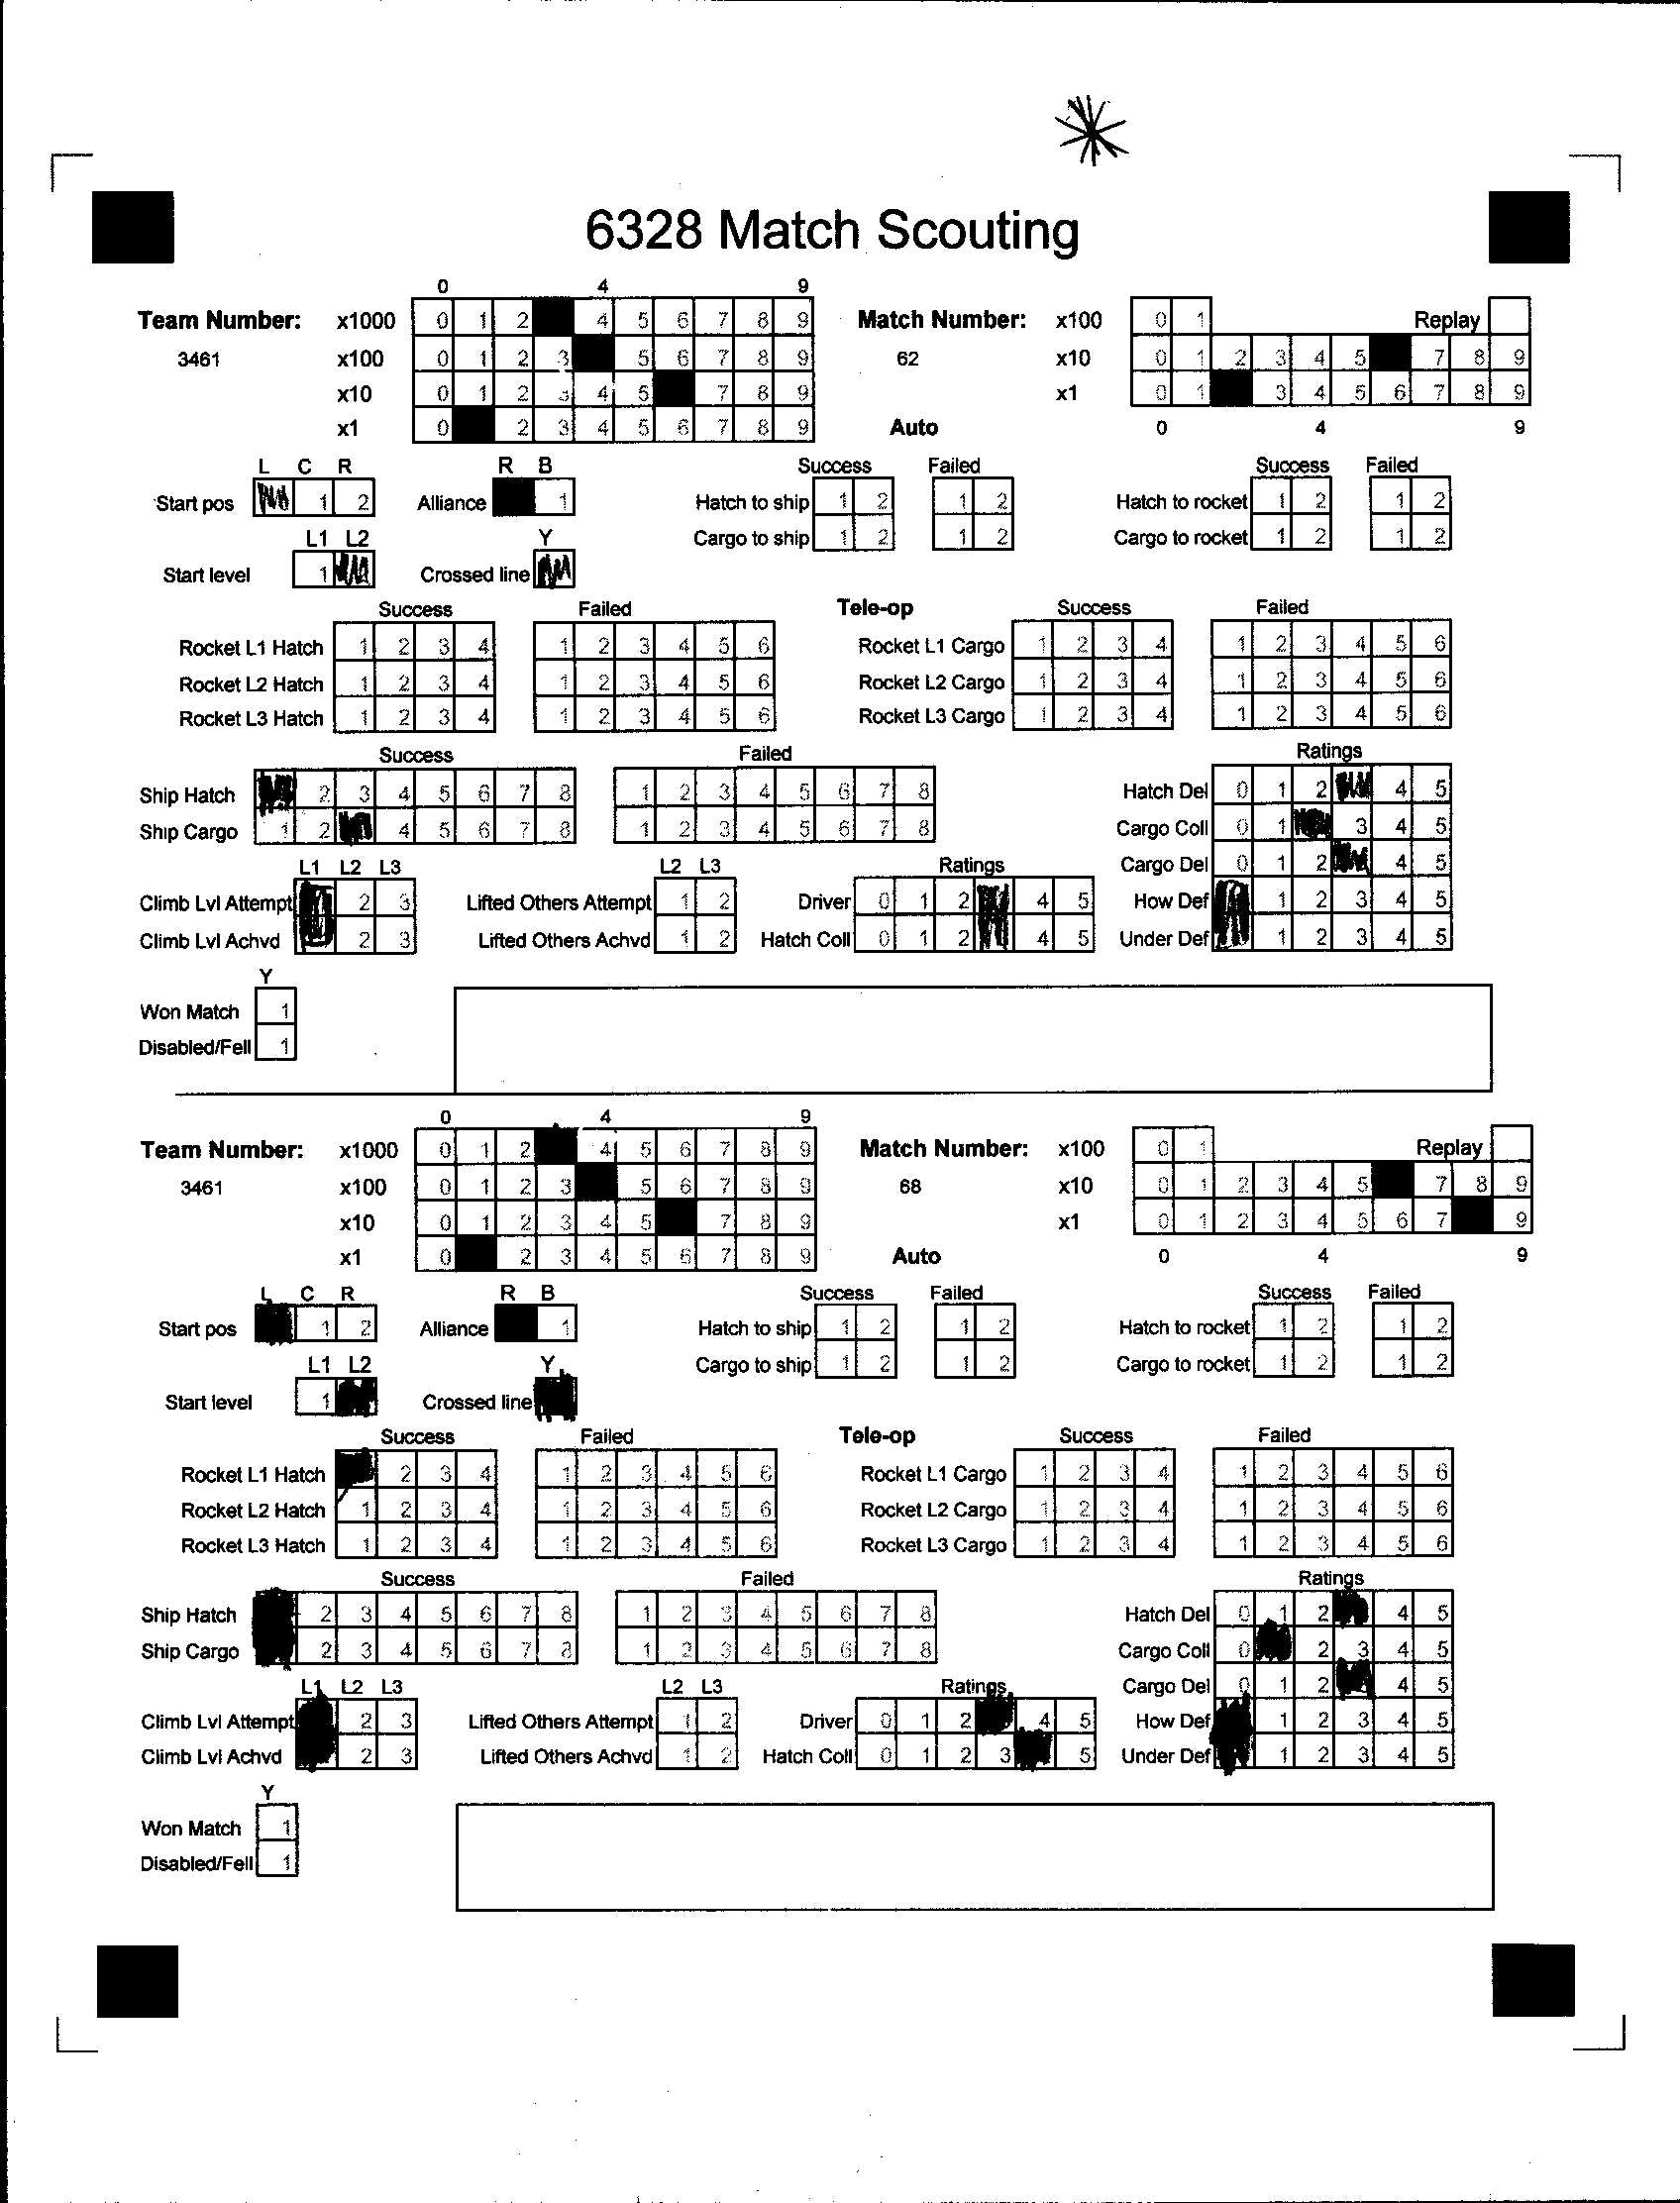 6328 Match Scouting
0 4 9
Team Number: x1000 0 1 2 4 5 6 7 8 9 Match Number: x100 0 1 Replay
3461 x100 0 1 2 3 5 6 7 8 9 62 x10 0 1 2 3 4 5 7 8 9
x10 0 1 2 3 4 5 7 8 9 x1 0 1 3 4 5 6 7 8 9
x1 0 2 3 4 5 6 7 8 9 Auto 0 4 9
L C R R B Success Failed Success Failed
Start pos 1 2 Alliance 1 Hatch to ship 1 2 1 2 Hatch to rocket 1 2 1 2
L1 L2 Y Cargo to ship 1 2 1 2 Cargo to rocket 1 2 1 2
Start level 1 Crossed line
Success Failed Tele-op Success Failed
Rocket L1 Hatch 1 2 3 4 1 2 3 4 5 6 Rocket L1 Cargo 1 2 3 4 1 2 3 4 5 6
Rocket L2 Hatch 1 2 3 4 1 2 3 4 5 6 Rocket L2 Cargo 1 2 3 4 1 2 3 4 5 6
Rocket L3 Hatch 1 2 3 4 1 2 3 4 5 6 Rocket L3 Cargo 1 2 3 4 1 2 3 4 5 6
Success Failed Ratings
Ship Hatch 2 3 4 5 6 7 8 1 2 3 4 5 6 7 8 Hatch Del 0 1 2 4 5
Ship Cargo 1 2 4 5 6 7 8 1 2 3 4 5 6 7 8 Cargo Coll 0 1 3 4 5
L1 L2 L3 L2 L3 Ratings Cargo Del 0 1 2 4 5
Climb Lvl Attempt 2 3 Lifted Others Attempt 1 2 Driver 0 1 2 4 5 How Def 1 2 3 4 5
Climb Lvl Achvd 2 3 Lifted Others Achvd 1 2 Hatch Coll 0 1 2 4 5 Under Def 1 2 3 4 5
Y
Won Match 1
Disabled/Fell 1
0 4 9
Team Number: x1000 0 1 2 4 5 6 7 8 9 Match Number: x100 0 1 Replay
3461 x100 0 1 2 3 5 6 7 8 9 68 x10 0 1 2 3 4 5 7 8 9
x10 0 1 2 3 4 5 7 8 9 x1 0 1 2 3 4 5 6 7 9
x1 0 2 3 4 5 6 7 8 9 Auto 0 4 9
L C R R B Success Failed Success Failed
Start pos 1 2 Alliance 1 Hatch to ship 1 2 1 2 Hatch to rocket 1 2 1 2
L1 L2 Y Cargo to ship 1 2 1 2 Cargo to rocket 1 2 1 2
Start level 1 Crossed line
Success Failed Tele-op Success Failed
Rocket L1 Hatch 2 3 4 1 2 3 4 5 6 Rocket L1 Cargo 1 2 3 4 1 2 3 4 5 6
Rocket L2 Hatch 1 2 3 4 1 2 3 4 5 6 Rocket L2 Cargo 1 2 3 4 1 2 3 4 5 6
Rocket L3 Hatch 1 2 3 4 1 2 3 4 5 6 Rocket L3 Cargo 1 2 3 4 1 2 3 4 5 6
Success Failed Ratings
Ship Hatch 2 3 4 5 6 7 8 1 2 3 4 5 6 7 8 Hatch Del 0 1 2 4 5
Ship Cargo 2 3 4 5 6 7 8 1 2 3 4 5 6 7 8 Cargo Coll 0 2 3 4 5
L1 L2 L3 L2 L3 Ratings Cargo Del 0 1 2 4 5
Climb Lvl Attempt 2 3 Lifted Others Attempt 1 2 Driver 0 1 2 4 5 How Def 1 2 3 4 5
Climb Lvl Achvd 2 3 Lifted Others Achvd 1 2 Hatch Coll 0 1 2 3 5 Under Def 1 2 3 4 5
Y
Won Match 1
Disabled/Fell 1